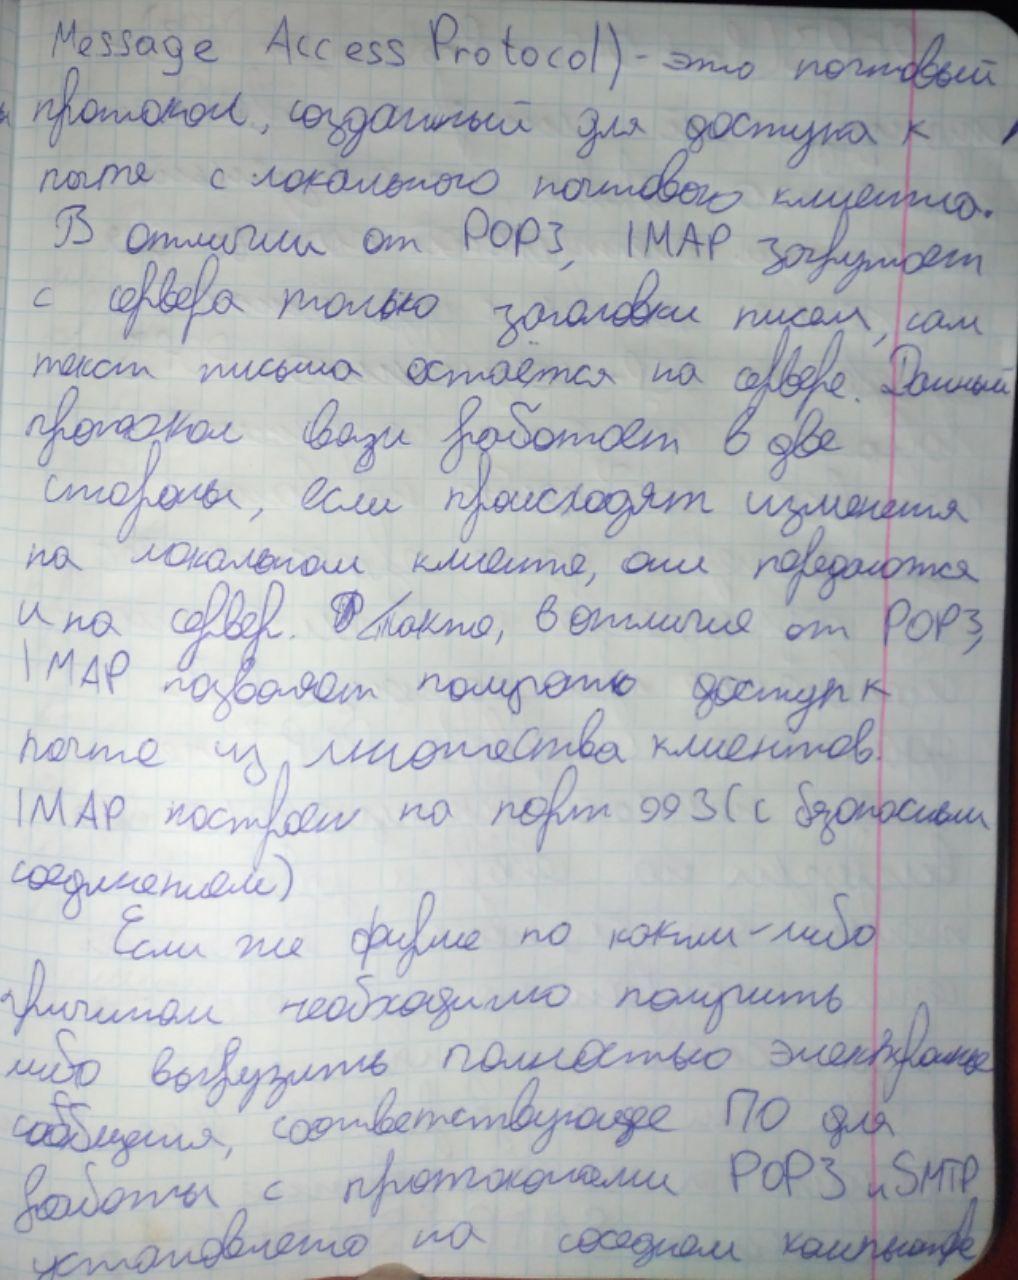 Message Access Protocol) - это почтовый
протокол, созданный для доступа к
почте с локального почтового клиента.
В отличии от POP3, IMAP загружает
с сервера только заголовки писем, сам
текст письма остаётся на сервере. Данный
протокол связи работает в две
стороны, если происходят изменения
на локальном клиенте, они передаются
и на сервер. Также, в отличие от POP3,
IMAP позволяет получать доступ к
почте из множества клиентов.
IMAP настроен на порт 993 (с безопасным
соединением)
Если же фирме по каким-либо
причинам необходимо получить
либо выгрузить полностью электронные
сообщения, соответствующее ПО для
работы с протоколами POP3 и SMTP
установлено на соседнем компьютере